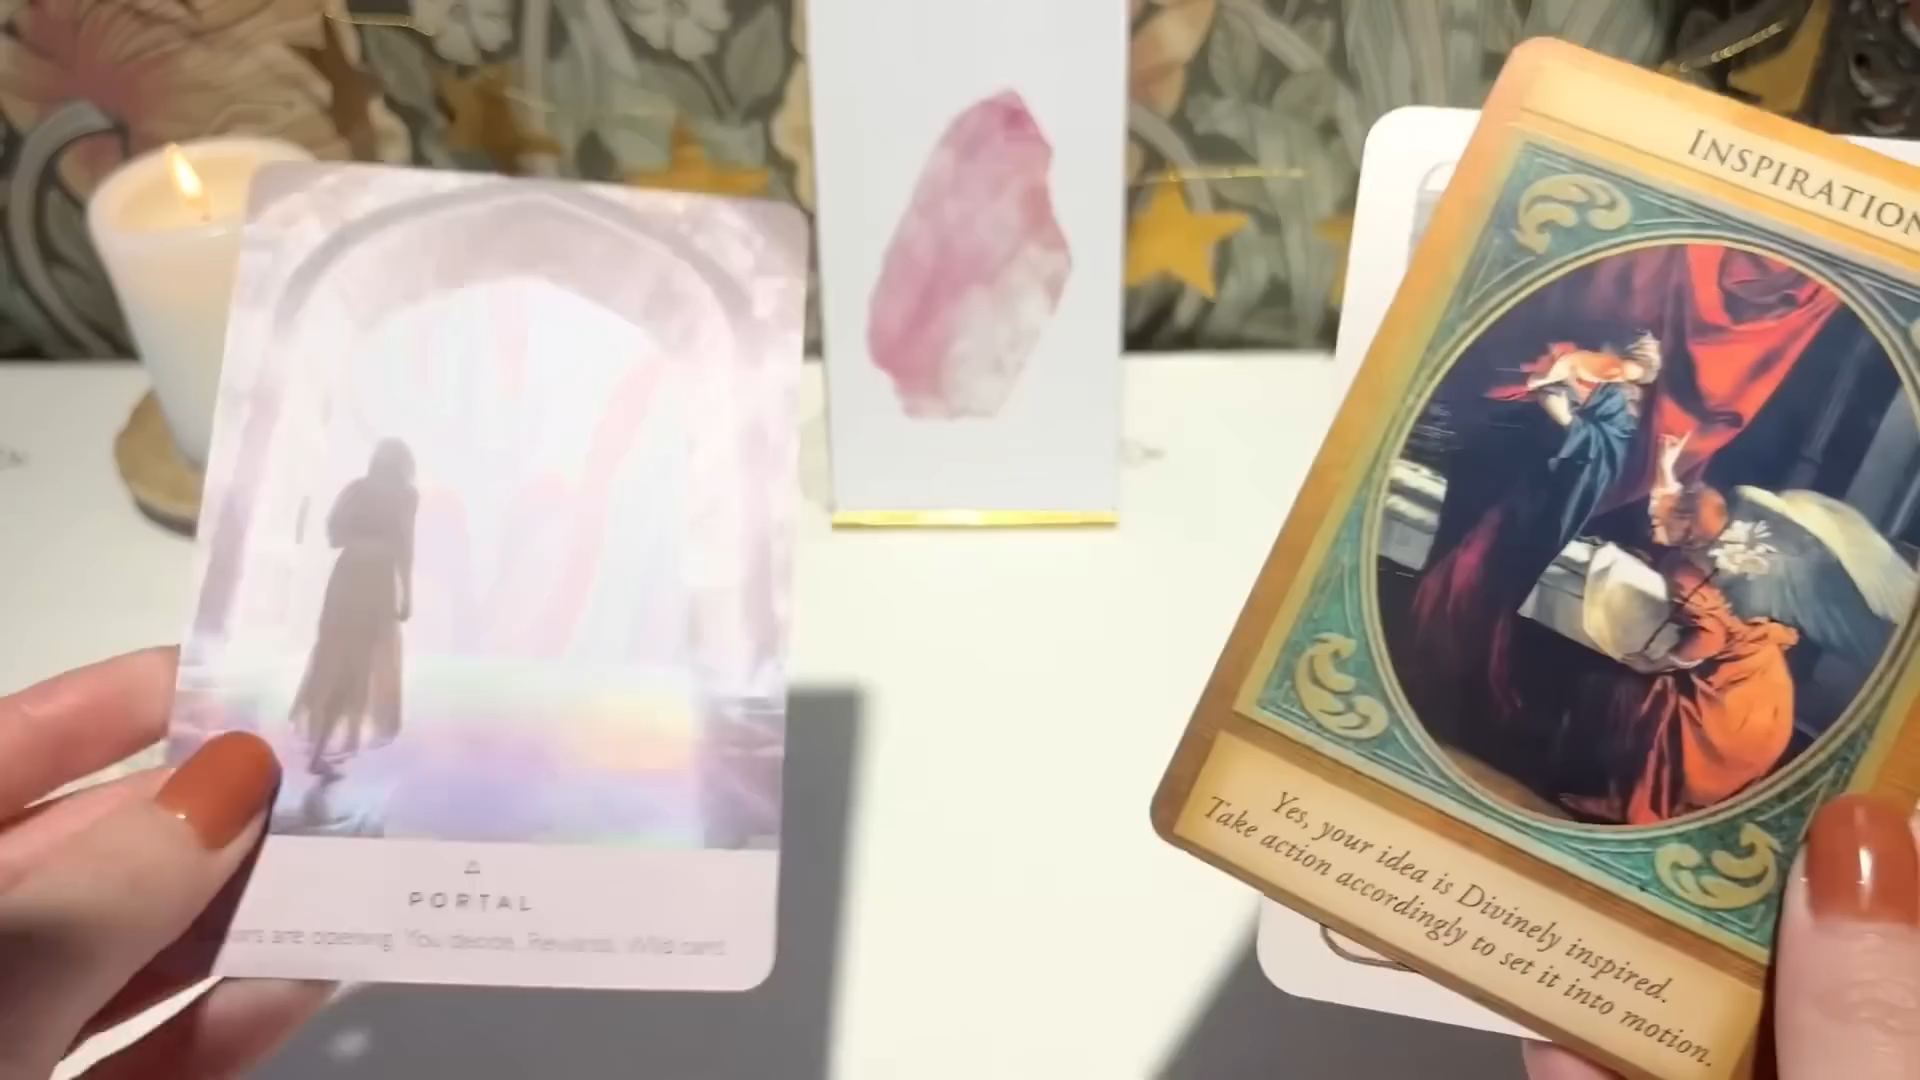 PORTAL
are opening. You decide. Rewards. Wild card.
INSPIRATION
Yes, your idea is Divinely inspired.
Take action accordingly to set it into motion.